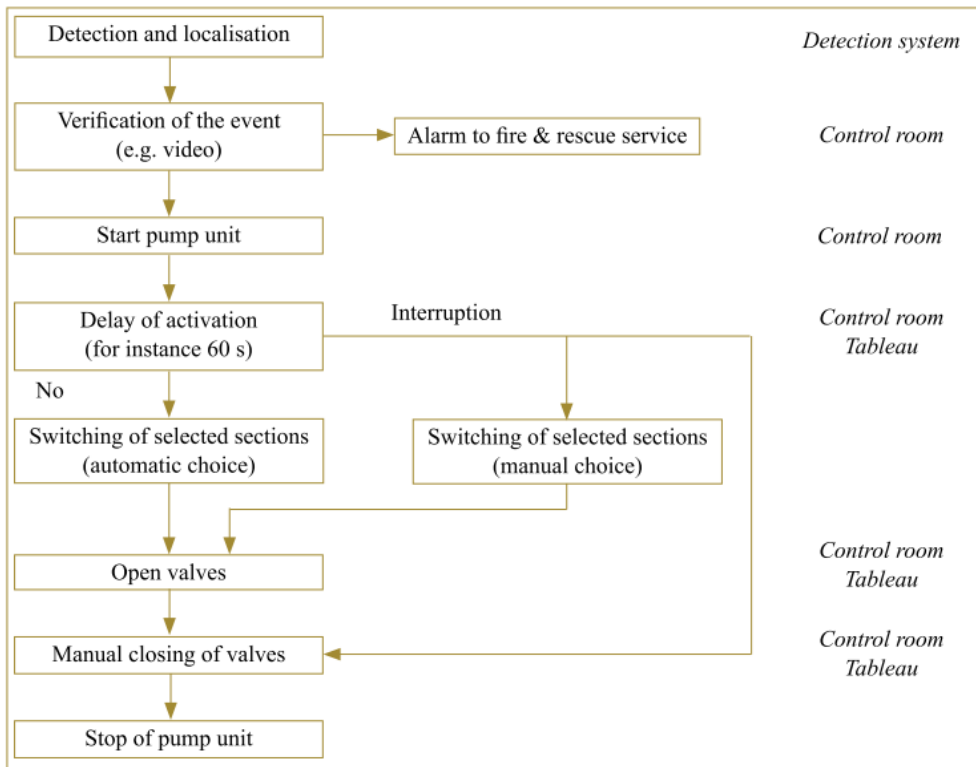 Detection and localisation
Detection system
Verification of the event
(e.g. video)
Alarm to fire & rescue service
Control room
Start pump unit
Control room
Delay of activation
(for instance 60 s)
Interruption
Control room
Tableau
No
Switching of selected sections
(automatic choice)
Switching of selected sections
(manual choice)
Open valves
Control room
Tableau
Manual closing of valves
Control room
Tableau
Stop of pump unit